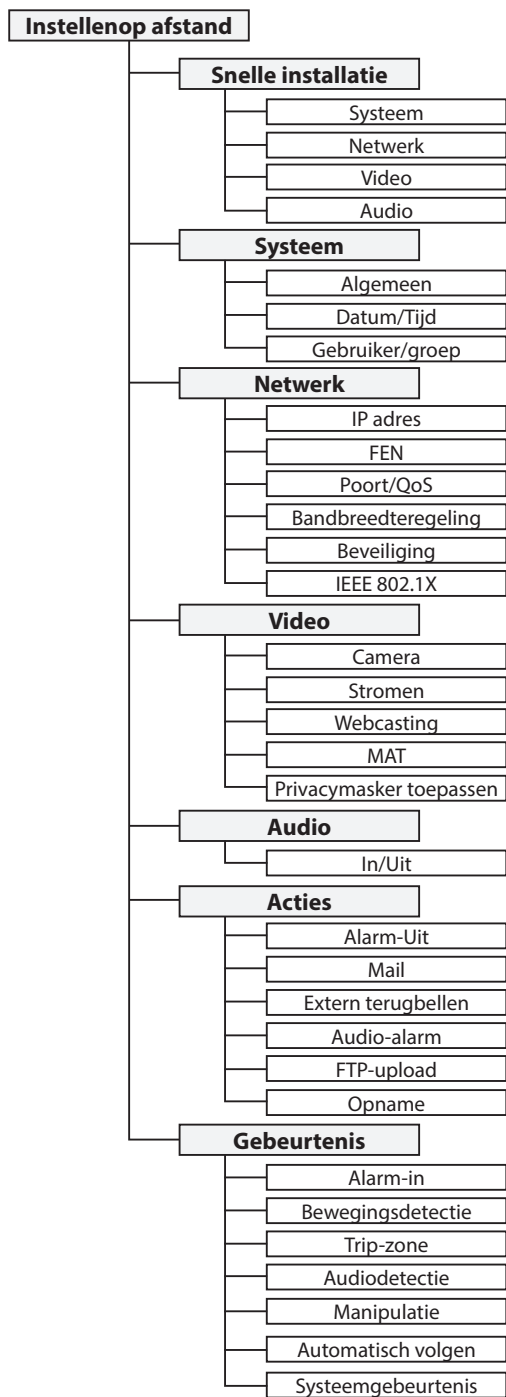 Instellenop afstand
Snelle installatie
Systeem
Netwerk
Video
Audio
Systeem
Algemeen
Datum/Tijd
Gebruiker/groep
Netwerk
IP adres
FEN
Poort/QoS
Bandbreedteregeling
Beveiliging
IEEE 802.1X
Video
Camera
Stromen
Webcasting
MAT
Privacymasker toepassen
Audio
In/Uit
Acties
Alarm-Uit
Mail
Extern terugbellen
Audio-alarm
FTP-upload
Opname
Gebeurtenis
Alarm-in
Bewegingsdetectie
Trip-zone
Audiodetectie
Manipulatie
Automatisch volgen
Systeemgebeurtenis